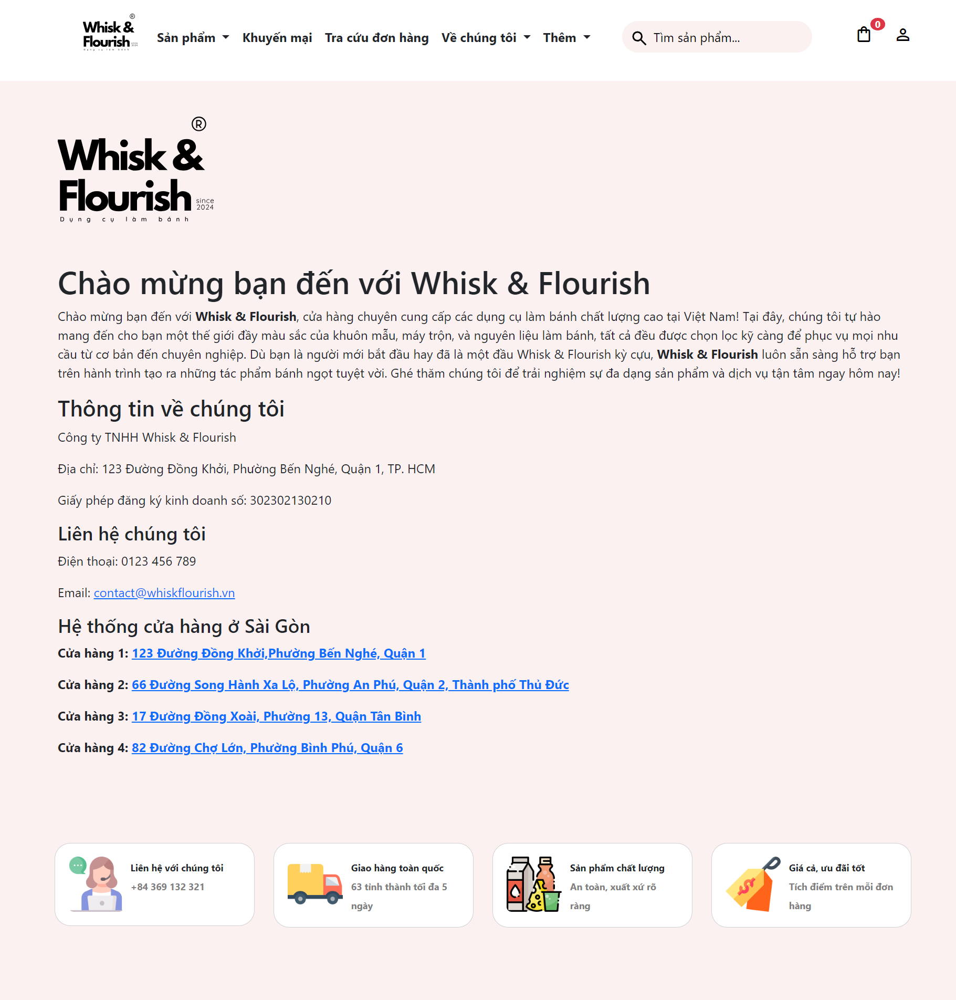 Whisk &
Flourish
since
2024
Dụng cụ làm bánh
Sản phẩm
Khuyến mại
Tra cứu đơn hàng
Về chúng tôi
Thêm
Tìm sản phẩm...
0
®
Whisk &
Flourish
since
2024
Dụng cụ làm bánh
Chào mừng bạn đến với Whisk & Flourish
Chào mừng bạn đến với Whisk & Flourish, cửa hàng chuyên cung cấp các dụng cụ làm bánh chất lượng cao tại Việt Nam! Tại đây, chúng tôi tự hào
mang đến cho bạn một thế giới đầy màu sắc của khuôn mẫu, máy trộn, và nguyên liệu làm bánh, tất cả đều được chọn lọc kỹ càng để phục vụ mọi nhu
cầu từ cơ bản đến chuyên nghiệp. Dù bạn là người mới bắt đầu hay đã là một đầu Whisk & Flourish kỳ cựu, Whisk & Flourish luôn sẵn sàng hỗ trợ bạn
trên hành trình tạo ra những tác phẩm bánh ngọt tuyệt vời. Ghé thăm chúng tôi để trải nghiệm sự đa dạng sản phẩm và dịch vụ tận tâm ngay hôm nay!
Thông tin về chúng tôi
Công ty TNHH Whisk & Flourish
Địa chỉ: 123 Đường Đồng Khởi, Phường Bến Nghé, Quận 1, TP. HCM
Giấy phép đăng ký kinh doanh số: 302302130210
Liên hệ chúng tôi
Điện thoại: 0123 456 789
Email: contact@whiskflourish.vn
Hệ thống cửa hàng ở Sài Gòn
Cửa hàng 1: 123 Đường Đồng Khởi,Phường Bến Nghé, Quận 1
Cửa hàng 2: 66 Đường Song Hành Xa Lộ, Phường An Phú, Quận 2, Thành phố Thủ Đức
Cửa hàng 3: 17 Đường Đồng Xoài, Phường 13, Quận Tân Bình
Cửa hàng 4: 82 Đường Chợ Lớn, Phường Bình Phú, Quận 6
Liên hệ với chúng tôi
+84 369 132 321
Giao hàng toàn quốc
63 tỉnh thành tối đa 5
ngày
Sản phẩm chất lượng
An toàn, xuất xứ rõ
ràng
Giá cả, ưu đãi tốt
Tích điểm trên mỗi đơn
hàng